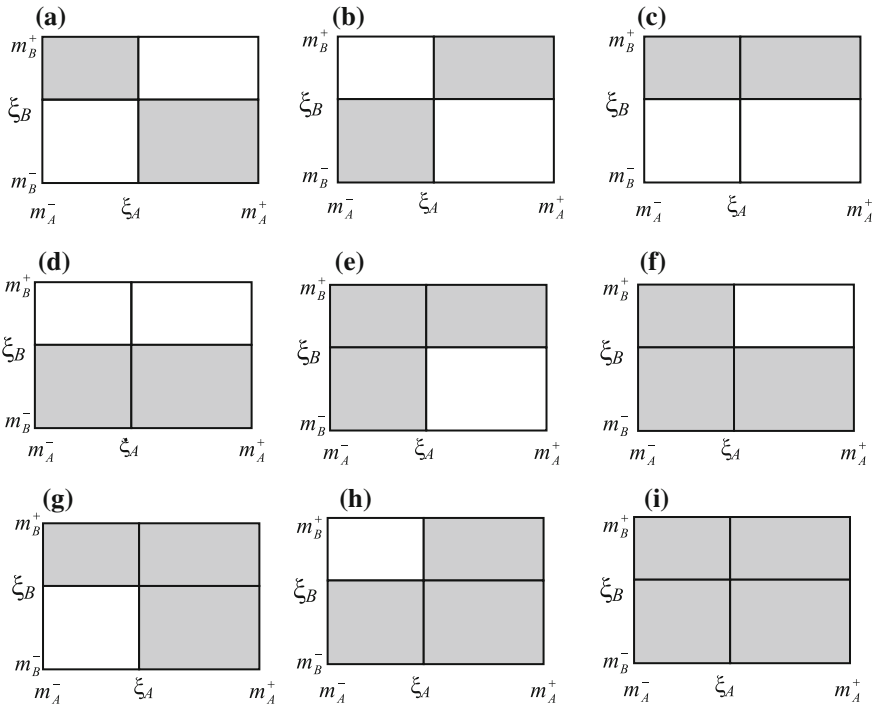 (a) (b) (c)
m_B^+ m_B^+ m_B^+
ξ_B ξ_B ξ_B
m_B^- m_B^- m_B^-
m_A^- ξ_A m_A^+ m_A^- ξ_A m_A^+ m_A^- ξ_A m_A^+
(d) (e) (f)
m_B^+ m_B^+ m_B^+
ξ_B ξ_B ξ_B
m_B^- m_B^- m_B^-
m_A^- ξ_A m_A^+ m_A^- ξ_A m_A^+ m_A^- ξ_A m_A^+
(g) (h) (i)
m_B^+ m_B^+ m_B^+
ξ_B ξ_B ξ_B
m_B^- m_B^- m_B^-
m_A^- ξ_A m_A^+ m_A^- ξ_A m_A^+ m_A^- ξ_A m_A^+